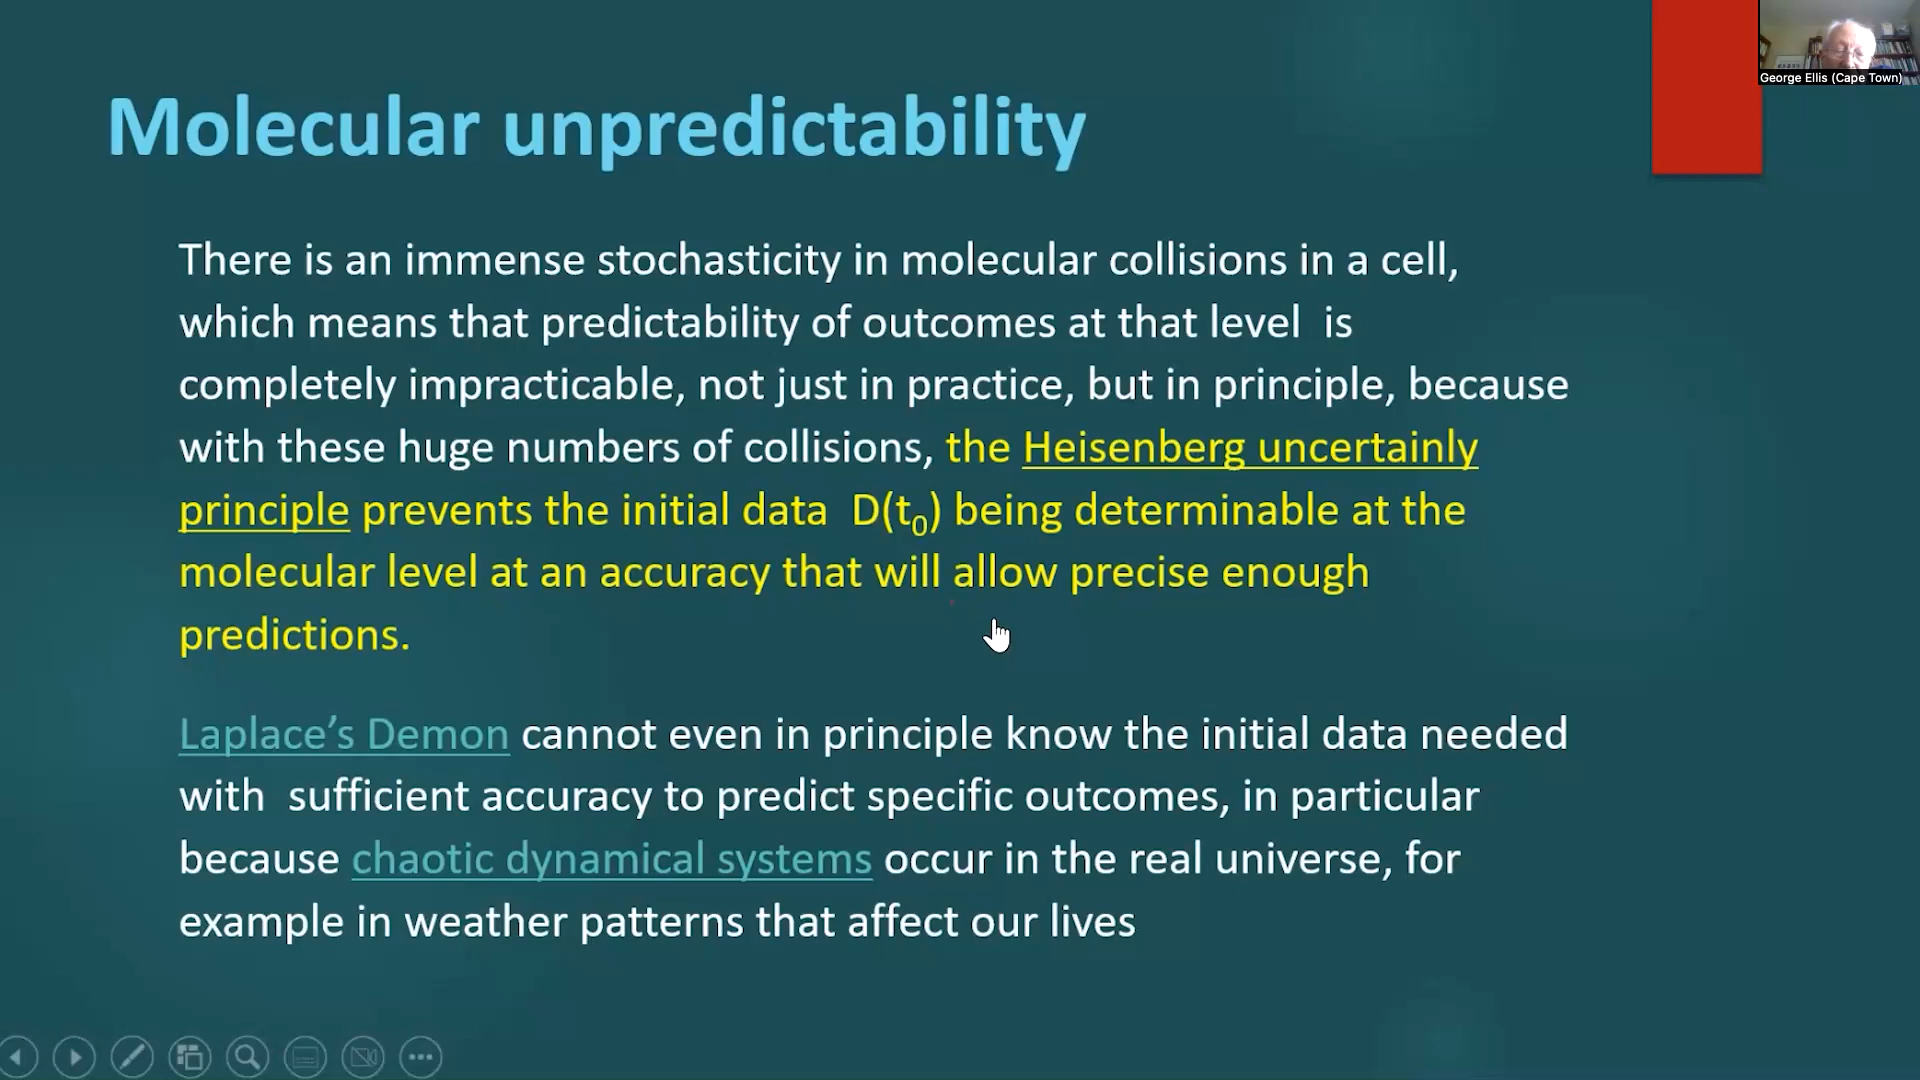 George Ellis (Cape Town)
Molecular unpredictability
There is an immense stochasticity in molecular collisions in a cell,
which means that predictability of outcomes at that level is
completely impracticable, not just in practice, but in principle, because
with these huge numbers of collisions, the Heisenberg uncertainly
principle prevents the initial data D(t₀) being determinable at the
molecular level at an accuracy that will allow precise enough
predictions.
Laplace’s Demon cannot even in principle know the initial data needed
with sufficient accuracy to predict specific outcomes, in particular
because chaotic dynamical systems occur in the real universe, for
example in weather patterns that affect our lives